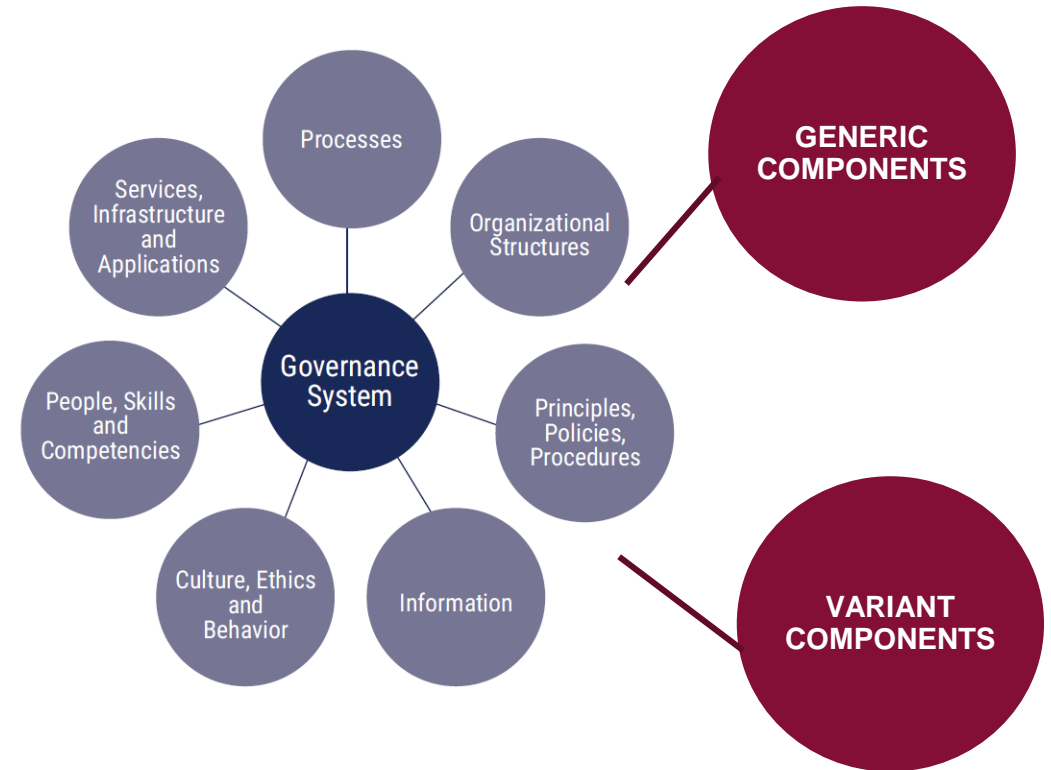 Processes
GENERIC
COMPONENTS
Services,
Infrastructure
and
Applications
Organizational
Structures
Governance
System
People, Skills
and
Competencies
Principles,
Policies,
Procedures
Culture, Ethics
and
Behavior
Information
VARIANT
COMPONENTS